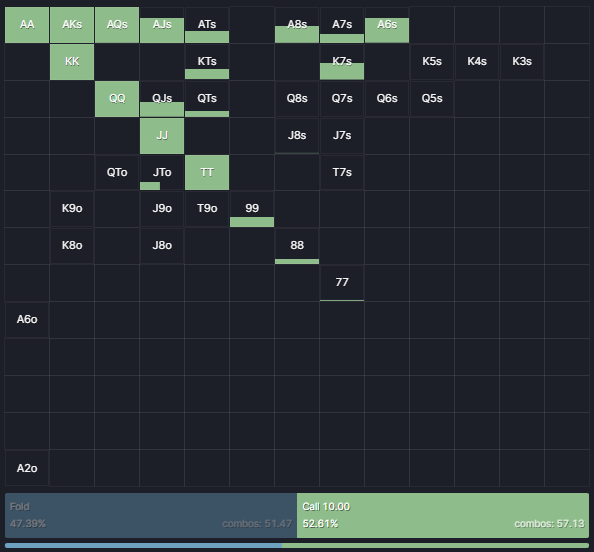 AA AKs AQs AJs ATs A8s A7s A6s
KK KTs K7s K5s K4s K3s
QQ QJs QTs Q8s Q7s Q6s Q5s
JJ J8s J7s
QTo JTo TT T7s
K9o J9o T9o 99
K8o J8o 88
77
A6o
A2o
Fold Call 10.00
47.39% combos: 51.47 52.61% combos: 57.13